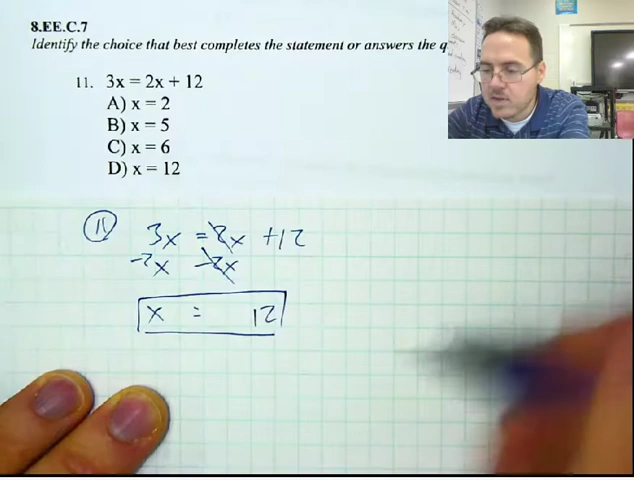 8.EE.C.7
Identify the choice that best completes the statement or answers the q
11. 3x = 2x + 12
A) x = 2
B) x = 5
C) x = 6
D) x = 12
11
3x = 2x +12
-2x -2x
x = 12